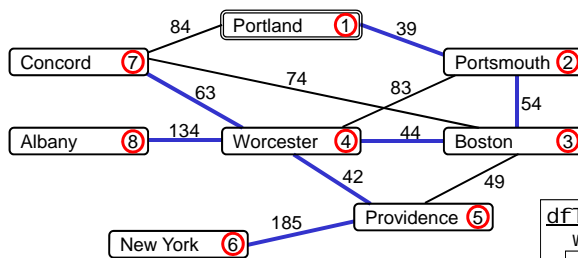 84 Portland 1 39
Concord 7 74 83 Portsmouth 2
63 54
Albany 8 134 Worcester 4 44 Boston 3
42 49
185 Providence 5
New York 6